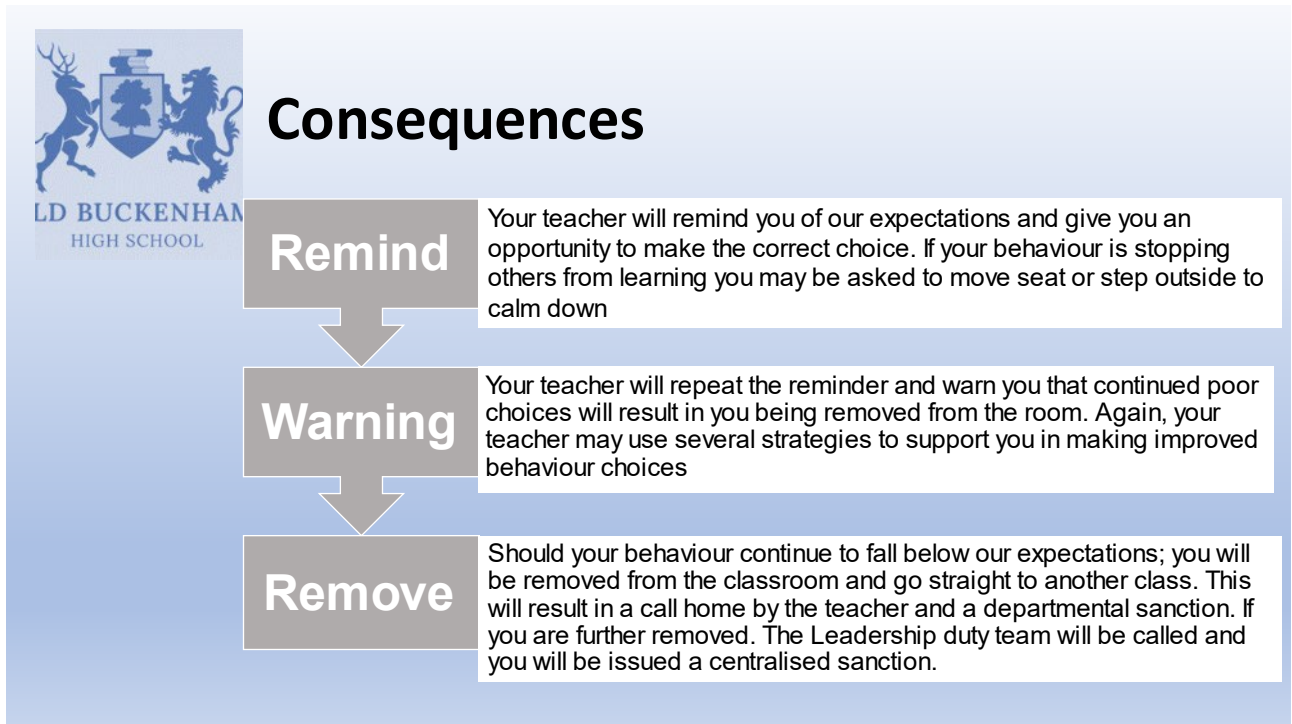 Consequences
LD BUCKENHAM
HIGH SCHOOL
Remind
Your teacher will remind you of our expectations and give you an
opportunity to make the correct choice. If your behaviour is stopping
others from learning you may be asked to move seat or step outside to
calm down
Warning
Your teacher will repeat the reminder and warn you that continued poor
choices will result in you being removed from the room. Again, your
teacher may use several strategies to support you in making improved
behaviour choices
Remove
Should your behaviour continue to fall below our expectations; you will
be removed from the classroom and go straight to another class. This
will result in a call home by the teacher and a departmental sanction. If
you are further removed. The Leadership duty team will be called and
you will be issued a centralised sanction.